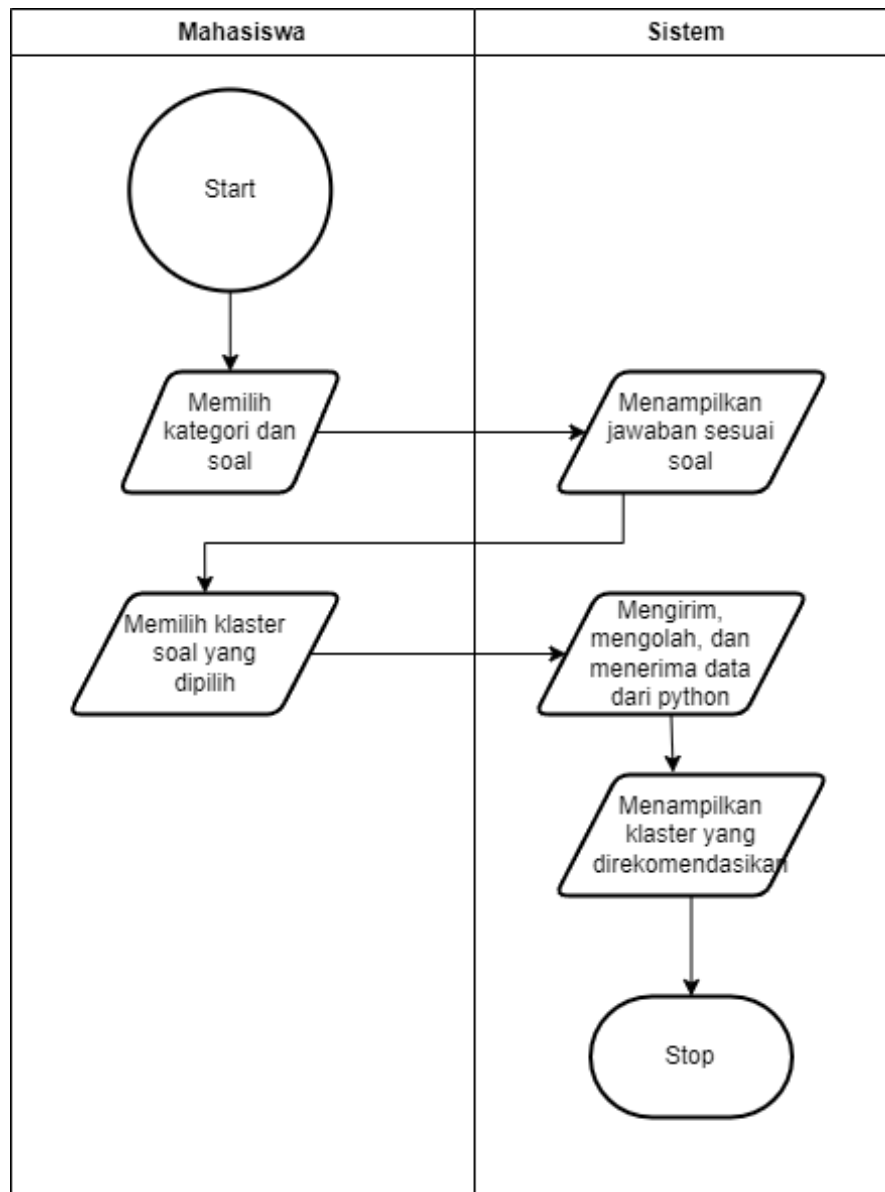 Mahasiswa
Sistem
Start
Memilih
kategori dan
soal
Menampilkan
jawaban sesuai
soal
Memilih klaster
soal yang
dipilih
Mengirim,
mengolah, dan
menerima data
dari python
Menampilkan
klaster yang
direkomendasikan
Stop